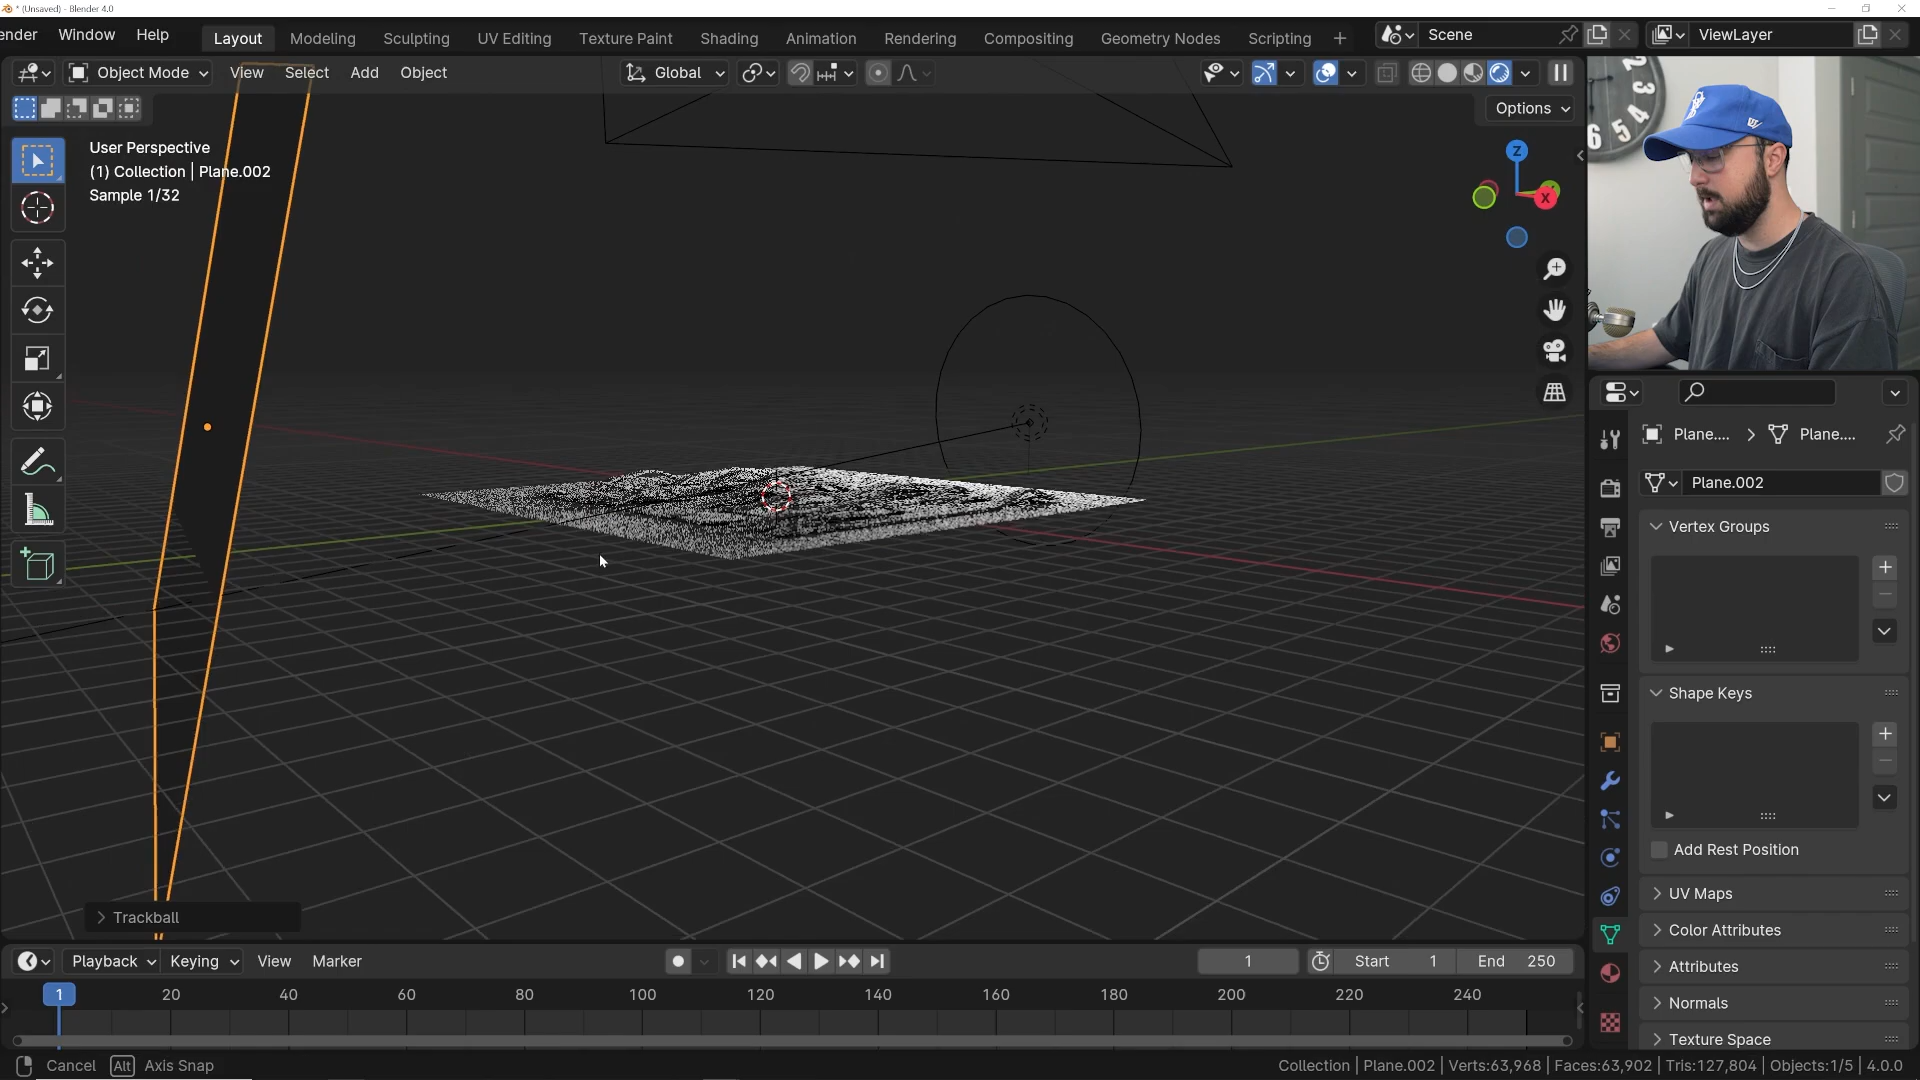 * (Unsaved) - Blender 4.0
ender Window Help Layout Modeling Sculpting UV Editing Texture Paint Shading Animation Rendering Compositing Geometry Nodes Scripting + Scene ViewLayer
Object Mode View Select Add Object Global
Options
User Perspective
(1) Collection | Plane.002
Sample 1/32
Z
X
Plane.... > Plane....
Plane.002
Vertex Groups
Shape Keys
Add Rest Position
UV Maps
Color Attributes
Attributes
Normals
Texture Space
Trackball
Playback Keying View Marker 1 Start 1 End 250
1 20 40 60 80 100 120 140 160 180 200 220 240
Cancel Alt Axis Snap Collection | Plane.002 | Verts:63,968 | Faces:63,902 | Tris:127,804 | Objects:1/5 | 4.0.0
2
3
4
5
6